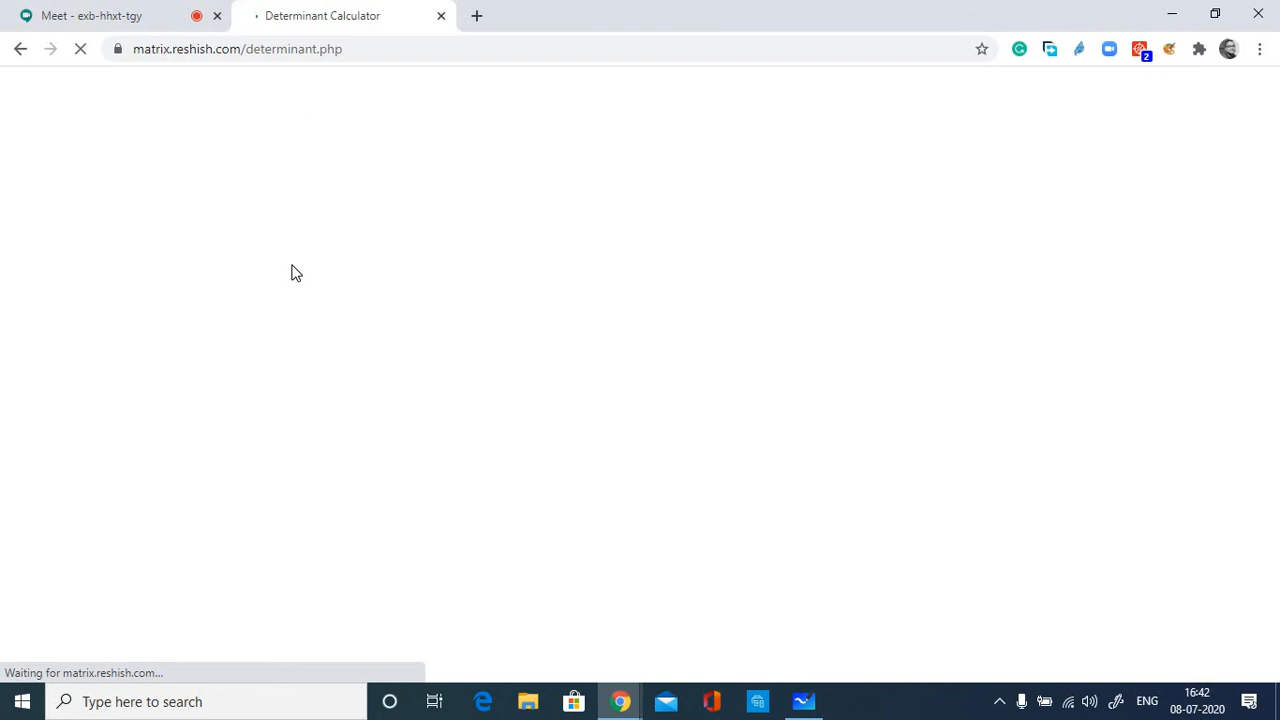 Meet - exb-hhxt-tgy
Determinant Calculator
matrix.reshish.com/determinant.php
2
Waiting for matrix.reshish.com...
Type here to search
ENG
16:42
08-07-2020